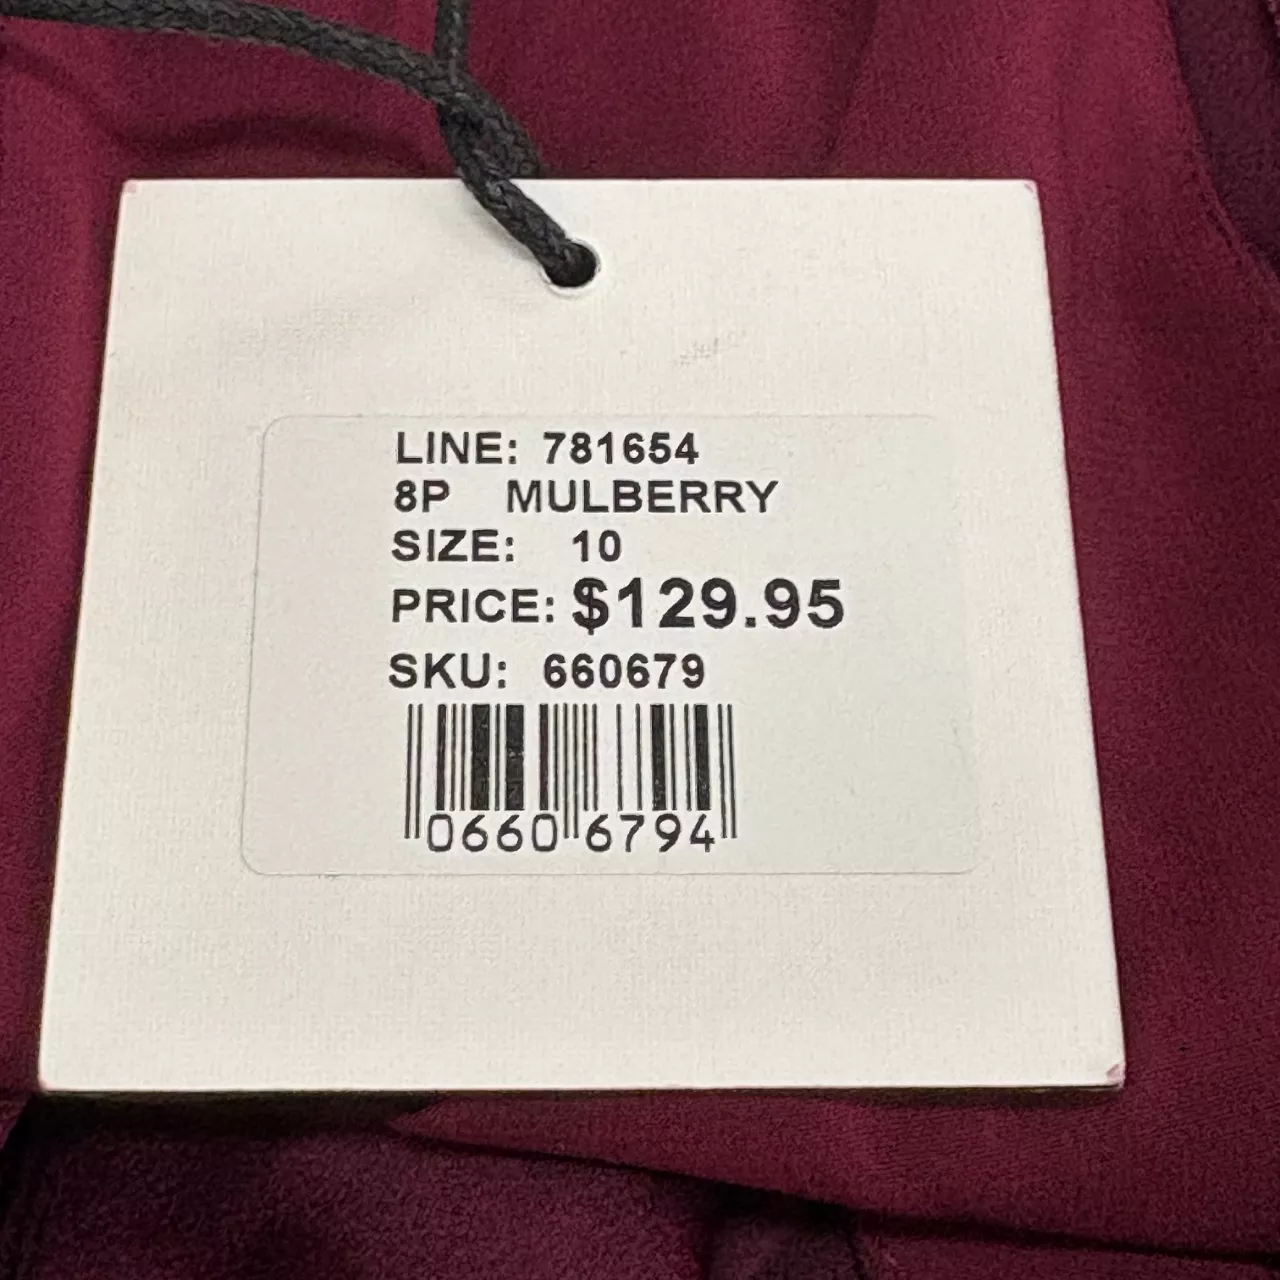 LINE: 781654
8P MULBERRY
SIZE: 10
PRICE: $129.95
SKU: 660679
0660 6794